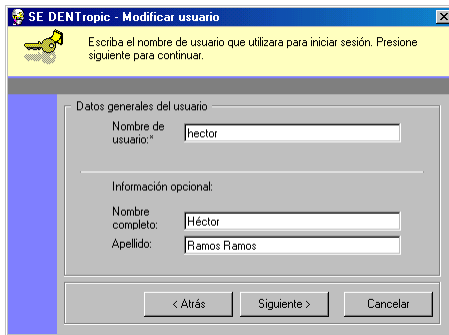 SE DENTropic - Modificar usuario
Escriba el nombre de usuario que utilizara para iniciar sesión. Presione
siguiente para continuar.
Datos generales del usuario
Nombre de
usuario:*
hector
Información opcional:
Nombre
completo:
Héctor
Apellido:
Ramos Ramos
< Atrás
Siguiente >
Cancelar